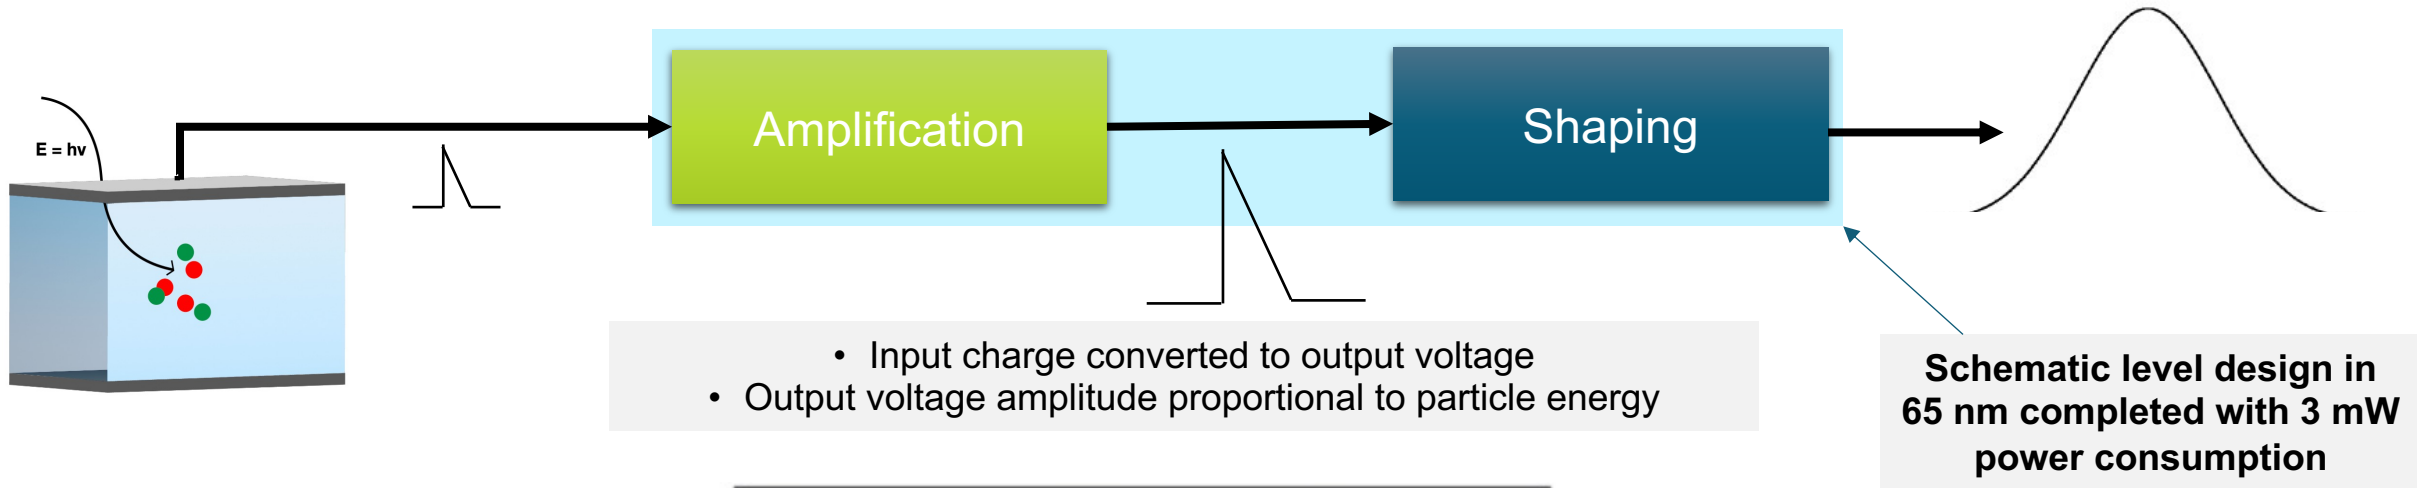 E = hv
Amplification
Shaping
• Input charge converted to output voltage
• Output voltage amplitude proportional to particle energy
Schematic level design in
65 nm completed with 3 mW
power consumption